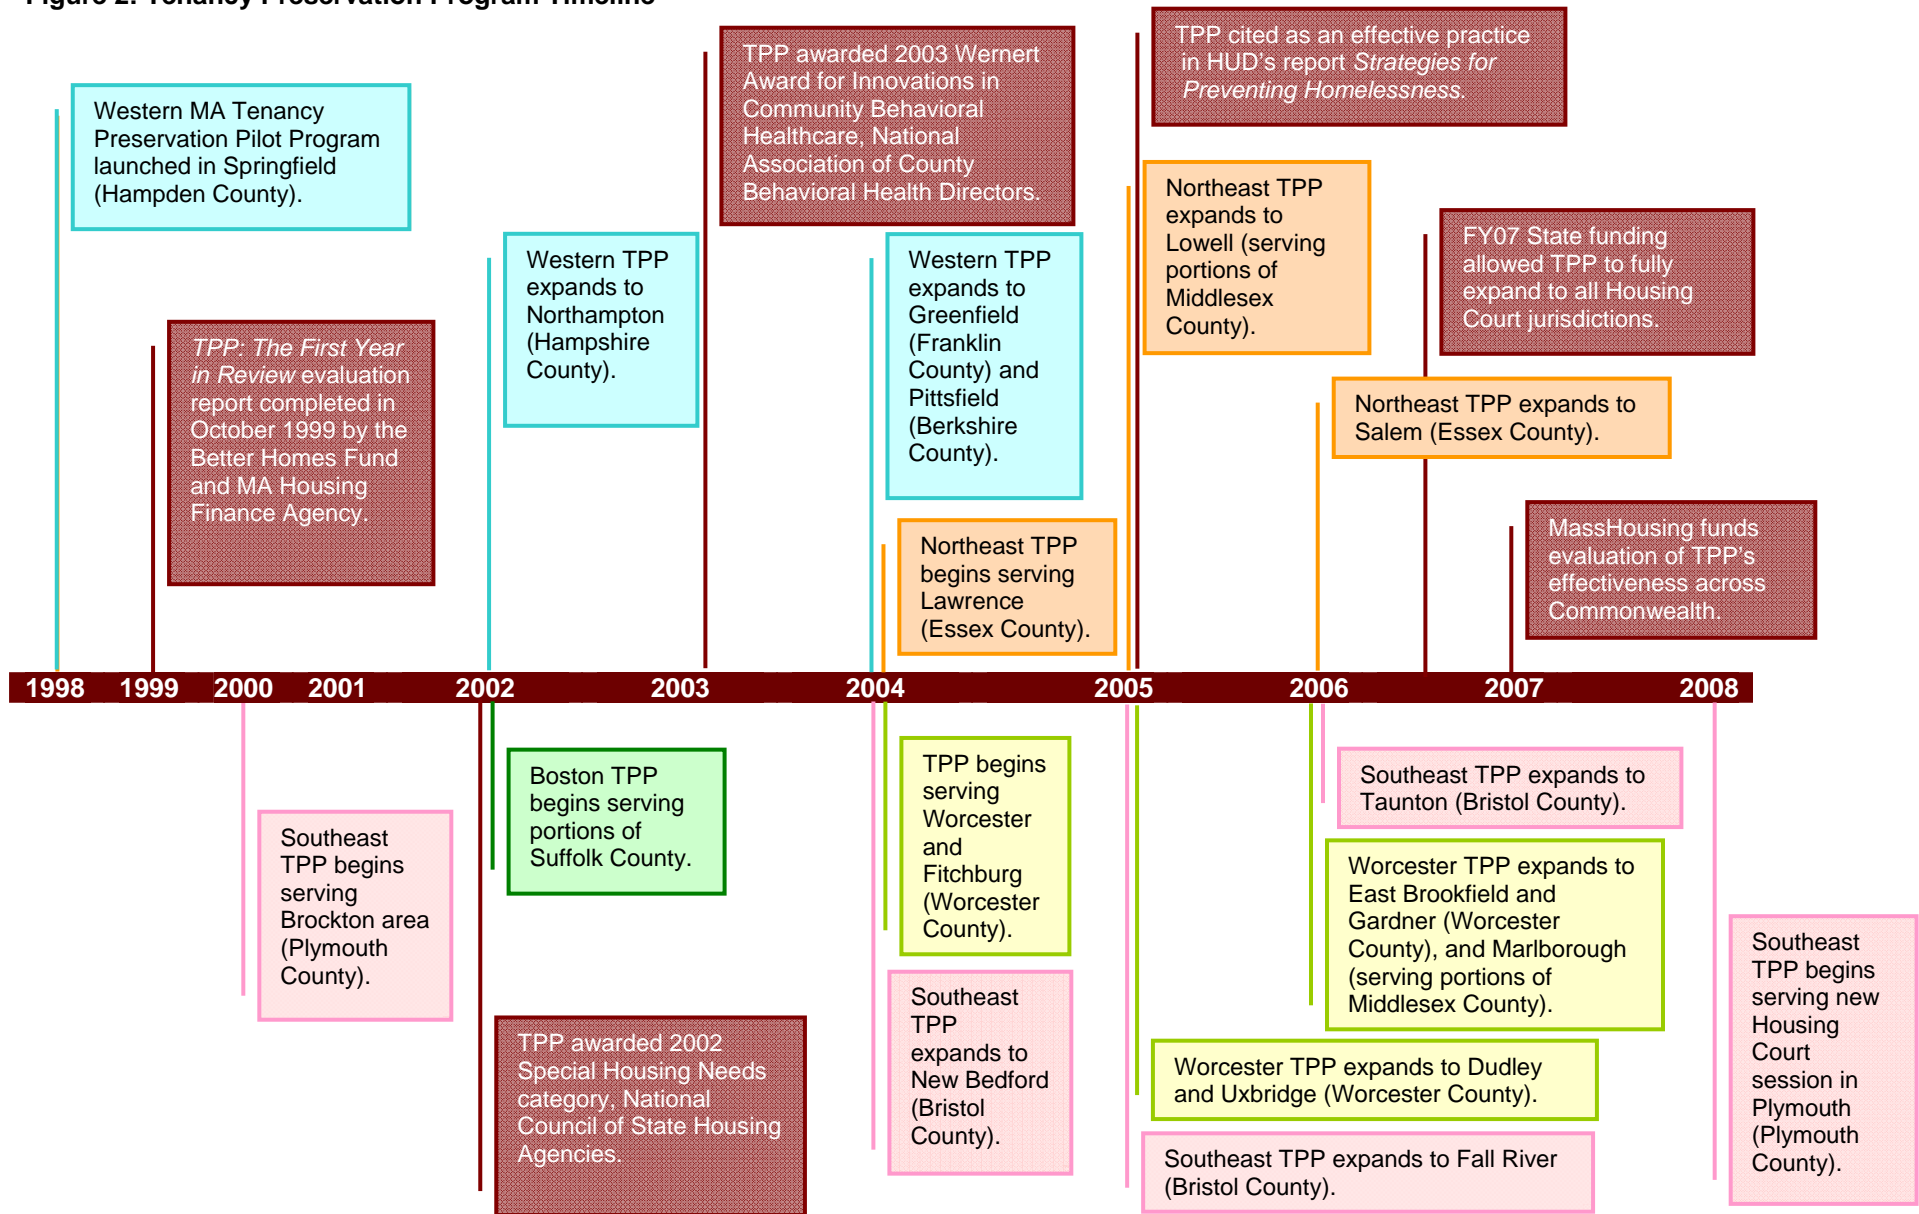 Figure 2. Tenancy Preservation Program Timeline
Western MA Tenancy
Preservation Pilot Program
launched in Springfield
(Hampden County).
TPP: The First Year
in Review evaluation
report completed in
October 1999 by the
Better Homes Fund
and MA Housing
Finance Agency.
Western TPP
expands to
Northampton
(Hampshire
County).
TPP awarded 2003 Wernert
Award for Innovations in
Community Behavioral
Healthcare, National
Association of County
Behavioral Health Directors.
Western TPP
expands to
Greenfield
(Franklin
County) and
Pittsfield
(Berkshire
County).
Northeast TPP
begins serving
Lawrence
(Essex County).
TPP cited as an effective practice
in HUD's report Strategies for
Preventing Homelessness.
Northeast TPP
expands to
Lowell (serving
portions of
Middlesex
County).
FY07 State funding
allowed TPP to fully
expand to all Housing
Court jurisdictions.
Northeast TPP expands to
Salem (Essex County).
MassHousing funds
evaluation of TPP's
effectiveness across
Commonwealth.
1998 1999 2000 2001 2002 2003 2004 2005 2006 2007 2008
Southeast
TPP begins
serving
Brockton area
(Plymouth
County).
Boston TPP
begins serving
portions of
Suffolk County.
TPP awarded 2002
Special Housing Needs
category, National
Council of State Housing
Agencies.
TPP begins
serving
Worcester
and
Fitchburg
(Worcester
County).
Southeast
TPP
expands to
New Bedford
(Bristol
County).
Southeast TPP expands to
Taunton (Bristol County).
Worcester TPP expands to
East Brookfield and
Gardner (Worcester
County), and Marlborough
(serving portions of
Middlesex County).
Worcester TPP expands to Dudley
and Uxbridge (Worcester County).
Southeast TPP expands to Fall River
(Bristol County).
Southeast
TPP begins
serving new
Housing
Court
session in
Plymouth
(Plymouth
County).